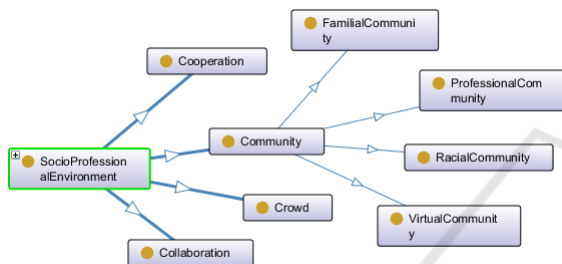 FamilialCommuni
ty
Cooperation
ProfessionalCom
munity
Community
SocioProfession
alEnvironment
RacialCommunity
Crowd
VirtualCommunit
y
Collaboration